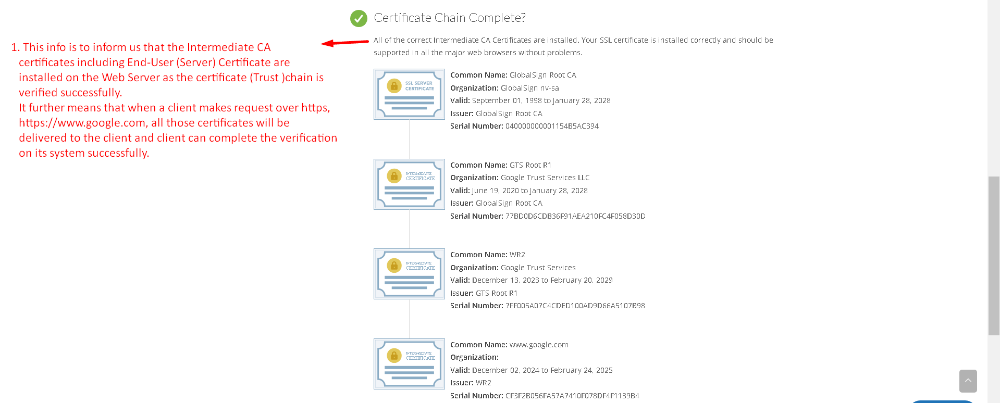 Certificate Chain Complete?
1. This info is to inform us that the Intermediate CA
certificates including End-User (Server) Certificate are
installed on the Web Server as the certificate (Trust )chain is
verified successfully.
It further means that when a client makes request over https,
https://www.google.com, all those certificates will be
delivered to the client and client can complete the verification
on its system successfully.
All of the correct Intermediate CA Certificates are installed. Your SSL certificate is installed correctly and should be
supported in all the major web browsers without problems.
SSL SERVER
CERTIFICATE
Common Name: GlobalSign Root CA
Organization: GlobalSign nv-sa
Valid: September 01, 1998 to January 28, 2028
Issuer: GlobalSign Root CA
Serial Number: 040000000001154B5AC394
INTERMEDIATE
CERTIFICATE
Common Name: GTS Root R1
Organization: Google Trust Services LLC
Valid: June 19, 2020 to January 28, 2028
Issuer: GlobalSign Root CA
Serial Number: 77BD0D6CDB36F91AEA210FC4F058D30D
INTERMEDIATE
CERTIFICATE
Common Name: WR2
Organization: Google Trust Services
Valid: December 13, 2023 to February 20, 2029
Issuer: GTS Root R1
Serial Number: 7FF005A07C4CDED100AD9D66A5107B98
INTERMEDIATE
CERTIFICATE
Common Name: www.google.com
Organization:
Valid: December 02, 2024 to February 24, 2025
Issuer: WR2
Serial Number: CF3F2B056FA57A7410F078DF4F1139B4